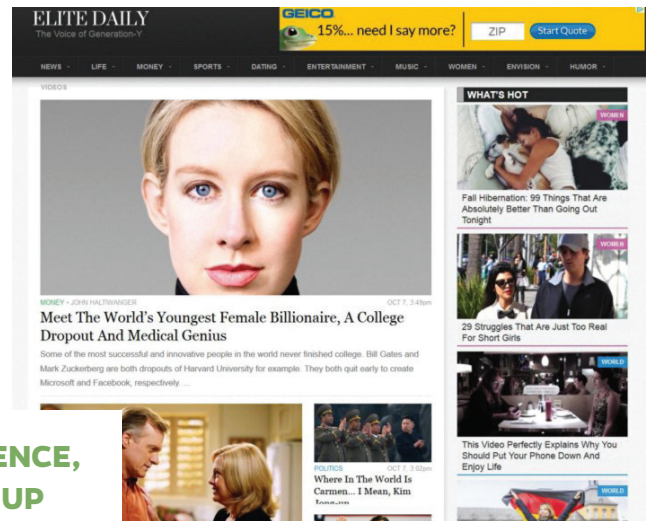 ELITE DAILY
The Voice of Generation-Y
GEICO
15%... need I say more?
ZIP
Start Quote
NEWS
LIFE
MONEY
SPORTS
DATING
ENTERTAINMENT
MUSIC
WOMEN
ENVISION
HUMOR
VIDEOS
MONEY • JOHN HALTIWANGER
OCT 7, 3:49pm
Meet The World's Youngest Female Billionaire, A College
Dropout And Medical Genius
Some of the most successful and innovative people in the world never finished college. Bill Gates and
Mark Zuckerberg are both dropouts of Harvard University for example. They both quit early to create
Microsoft and Facebook, respectively. ...
POLITICS
OCT 7, 3:02pm
Where In The World Is
Carmen... I Mean, Kim
Jong-un
WHAT'S HOT
WOMEN
Fall Hibernation: 99 Things That Are
Absolutely Better Than Going Out
Tonight
WOMEN
29 Struggles That Are Just Too Real
For Short Girls
WORLD
This Video Perfectly Explains Why You
Should Put Your Phone Down And
Enjoy Life
WORLD
ENCE,
UP